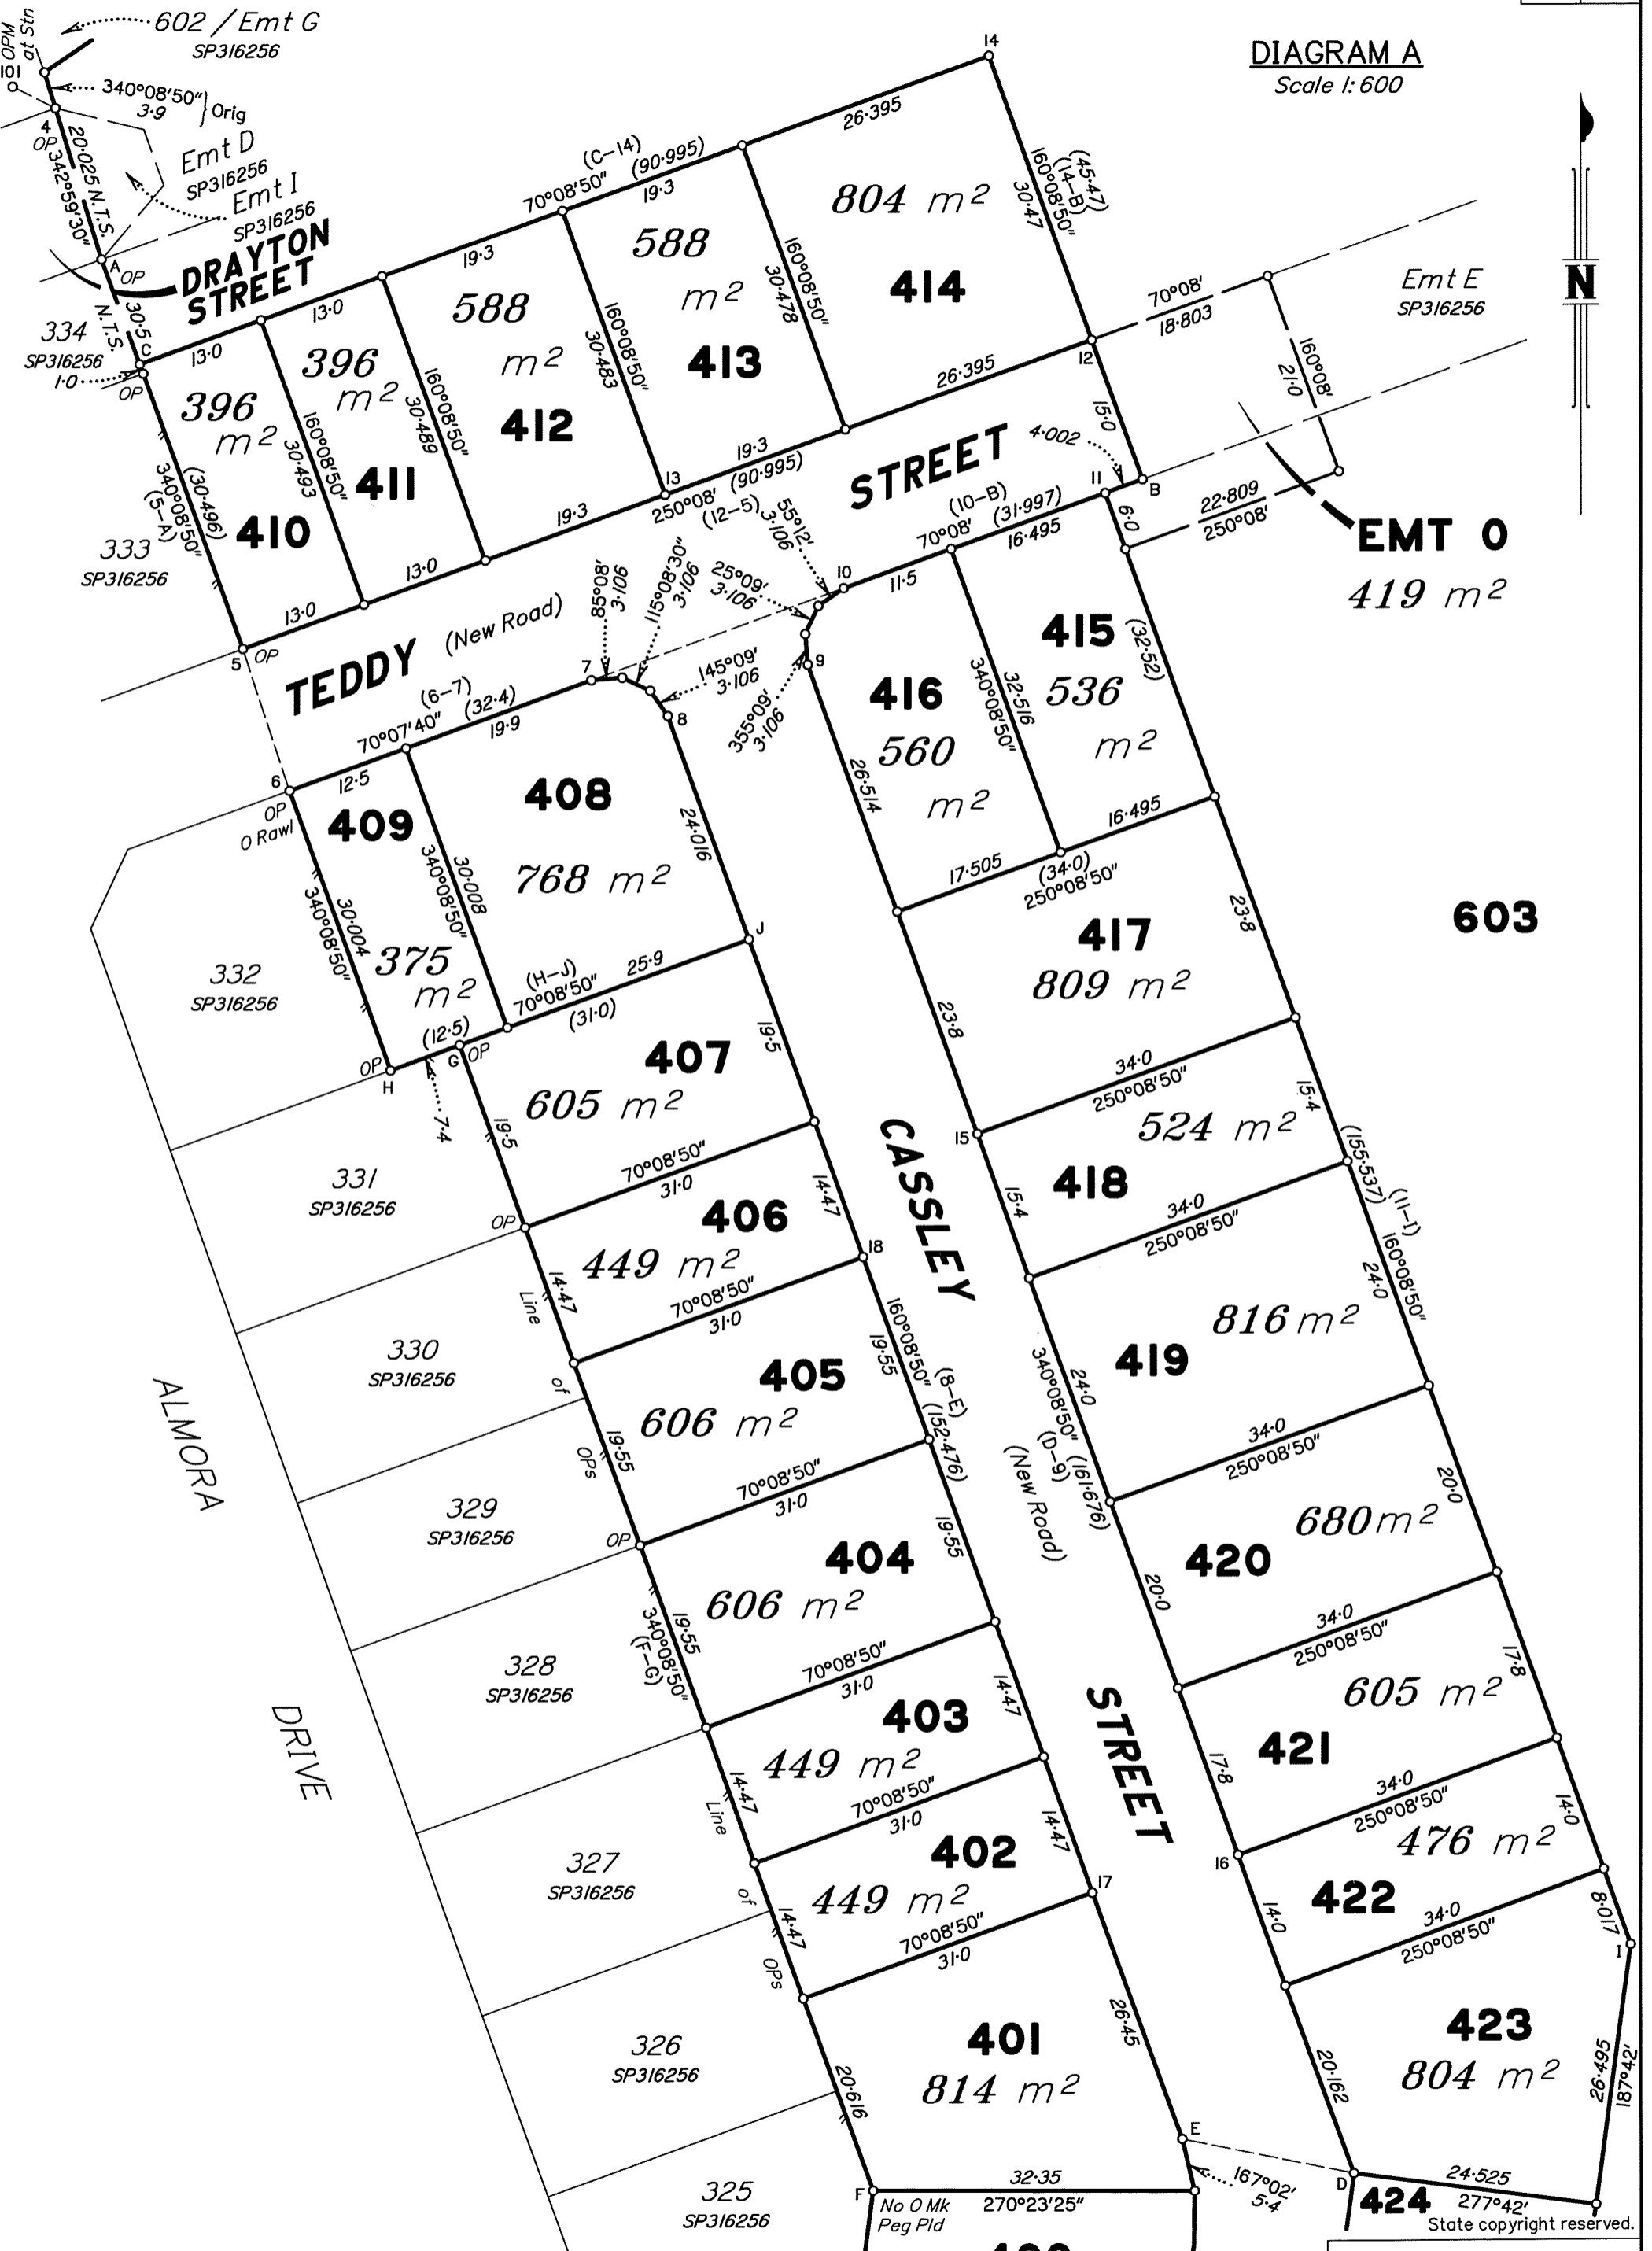 DIAGRAM A
Scale 1:600
N
602 / Emt G
SP316256
OPM
at Stn
101
340°08'50"
3·9
Orig
4
OP
20·025 N.T.S.
342°59'30"
Emt D
SP316256
Emt I
SP316256
A
OP
DRAYTON
STREET
30·5
N.T.S.
C
334
SP316256
1·0
OP
14
26·395
(C-14)
70°08'50" (90·995)
19·3
19·3
13·0
13·0
(45·47)
(14-B)
160°08'50"
30·47
804 m²
414
588
m²
413
160°08'50"
30·478
588
m²
412
160°08'50"
30·483
396
m²
411
160°08'50"
30·489
396
m²
410
160°08'50"
30·493
(30·496)
340°08'50"
(5-A)
333
SP316256
26·395
12
15·0
70°08'
18·803
Emt E
SP316256
160°08'
21·0
22·809
250°08'
EMT O
419 m²
B
4·002
11
6·0
19·3
13
250°08' (90·995)
(12-5)
19·3
13·0
13·0
5
OP
TEDDY
(New Road)
STREET
55°12'
3·106
25°09'
3·106
355°09'
3·106
85°08'
3·106
115°08'30"
3·106
145°09'
3·106
(10-B)
70°08' (31·997)
16·495
11·5
10
9
7
8
(6-7)
70°07'40" (32·4)
19·9
12·5
6
OP
O Rawl
409
375
m²
340°08'50"
30·004
340°08'50"
30·008
408
768 m²
24·016
J
(H-J)
70°08'50"
25·9
(31·0)
(12·5)
G
OP
OP
H
7·4
415
536
m²
(32·52)
416
560
m²
340°08'50"
32·516
26·514
16·495
17·505
(34·0)
250°08'50"
417
809 m²
23·8
23·8
603
34·0
250°08'50"
15
418
524 m²
15·4
15·4
(155·537)
(11-I)
160°08'50"
34·0
250°08'50"
419
816 m²
24·0
24·0
340°08'50"
(D-9)
(161·676)
34·0
250°08'50"
420
680 m²
20·0
20·0
34·0
250°08'50"
421
605 m²
17·8
17·8
34·0
250°08'50"
16
422
476 m²
14·0
14·0
34·0
250°08'50"
8·017
I
423
804 m²
20·162
26·495
187°42'
D
24·525
277°42'
424
CASSLEY
(New Road)
STREET
407
605 m²
19·5
19·5
70°08'50"
31·0
OP
406
449 m²
14·47
14·47
70°08'50"
31·0
18
405
606 m²
160°08'50"
19·55
19·55
(8-E)
(152·476)
70°08'50"
31·0
OP
404
606 m²
19·55
19·55
340°08'50"
(F-G)
70°08'50"
31·0
403
449 m²
14·47
14·47
70°08'50"
31·0
402
449 m²
14·47
14·47
70°08'50"
31·0
17
401
814 m²
26·45
20·616
E
167°02'
5·4
F
32·35
270°23'25"
No O Mk
Peg Pld
Line
of
OPs
Line
of
OPs
332
SP316256
331
SP316256
330
SP316256
329
SP316256
328
SP316256
327
SP316256
326
SP316256
325
SP316256
ALMORA
DRIVE
State copyright reserved.